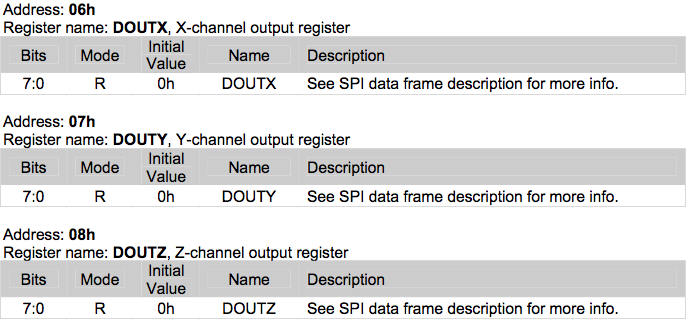 Address: 06h
Register name: DOUTX, X-channel output register
Bits Mode Initial Value Name Description
7:0 R 0h DOUTX See SPI data frame description for more info.
Address: 07h
Register name: DOUTY, Y-channel output register
Bits Mode Initial Value Name Description
7:0 R 0h DOUTY See SPI data frame description for more info.
Address: 08h
Register name: DOUTZ, Z-channel output register
Bits Mode Initial Value Name Description
7:0 R 0h DOUTZ See SPI data frame description for more info.